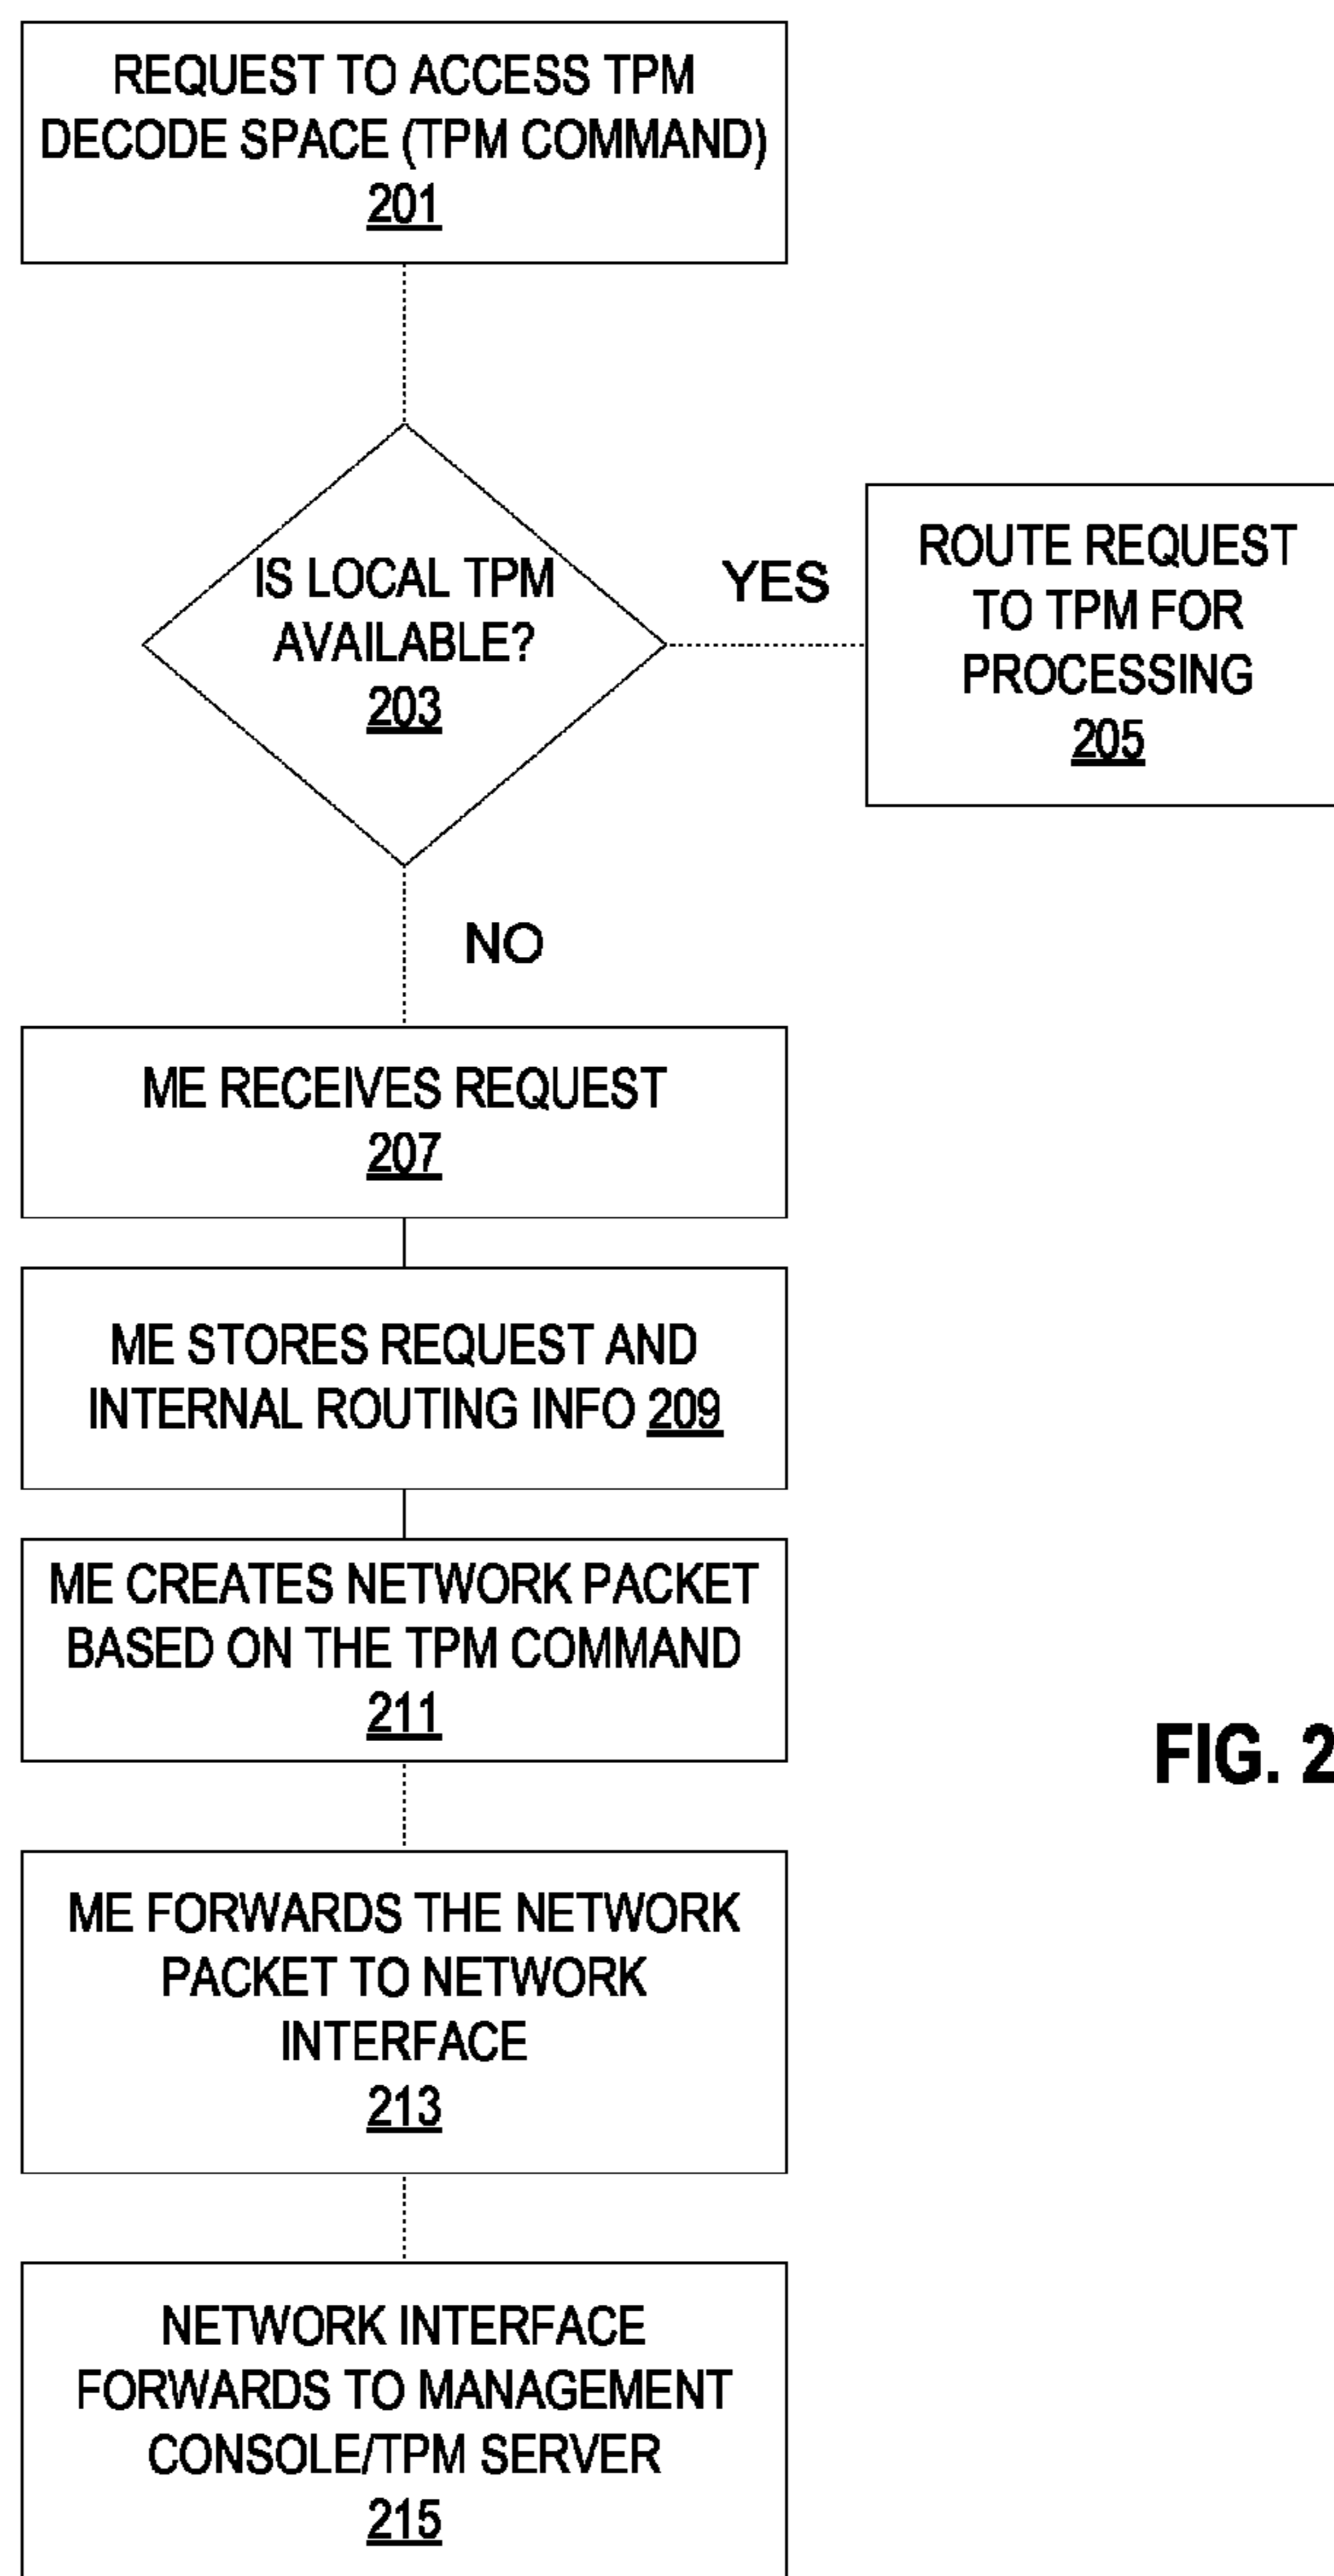 REQUEST TO ACCESS TPM
DECODE SPACE (TPM COMMAND)
201
IS LOCAL TPM
AVAILABLE?
203
YES
ROUTE REQUEST
TO TPM FOR
PROCESSING
205
NO
ME RECEIVES REQUEST
207
ME STORES REQUEST AND
INTERNAL ROUTING INFO 209
ME CREATES NETWORK PACKET
BASED ON THE TPM COMMAND
211
FIG. 2
ME FORWARDS THE NETWORK
PACKET TO NETWORK
INTERFACE
213
NETWORK INTERFACE
FORWARDS TO MANAGEMENT
CONSOLE/TPM SERVER
215